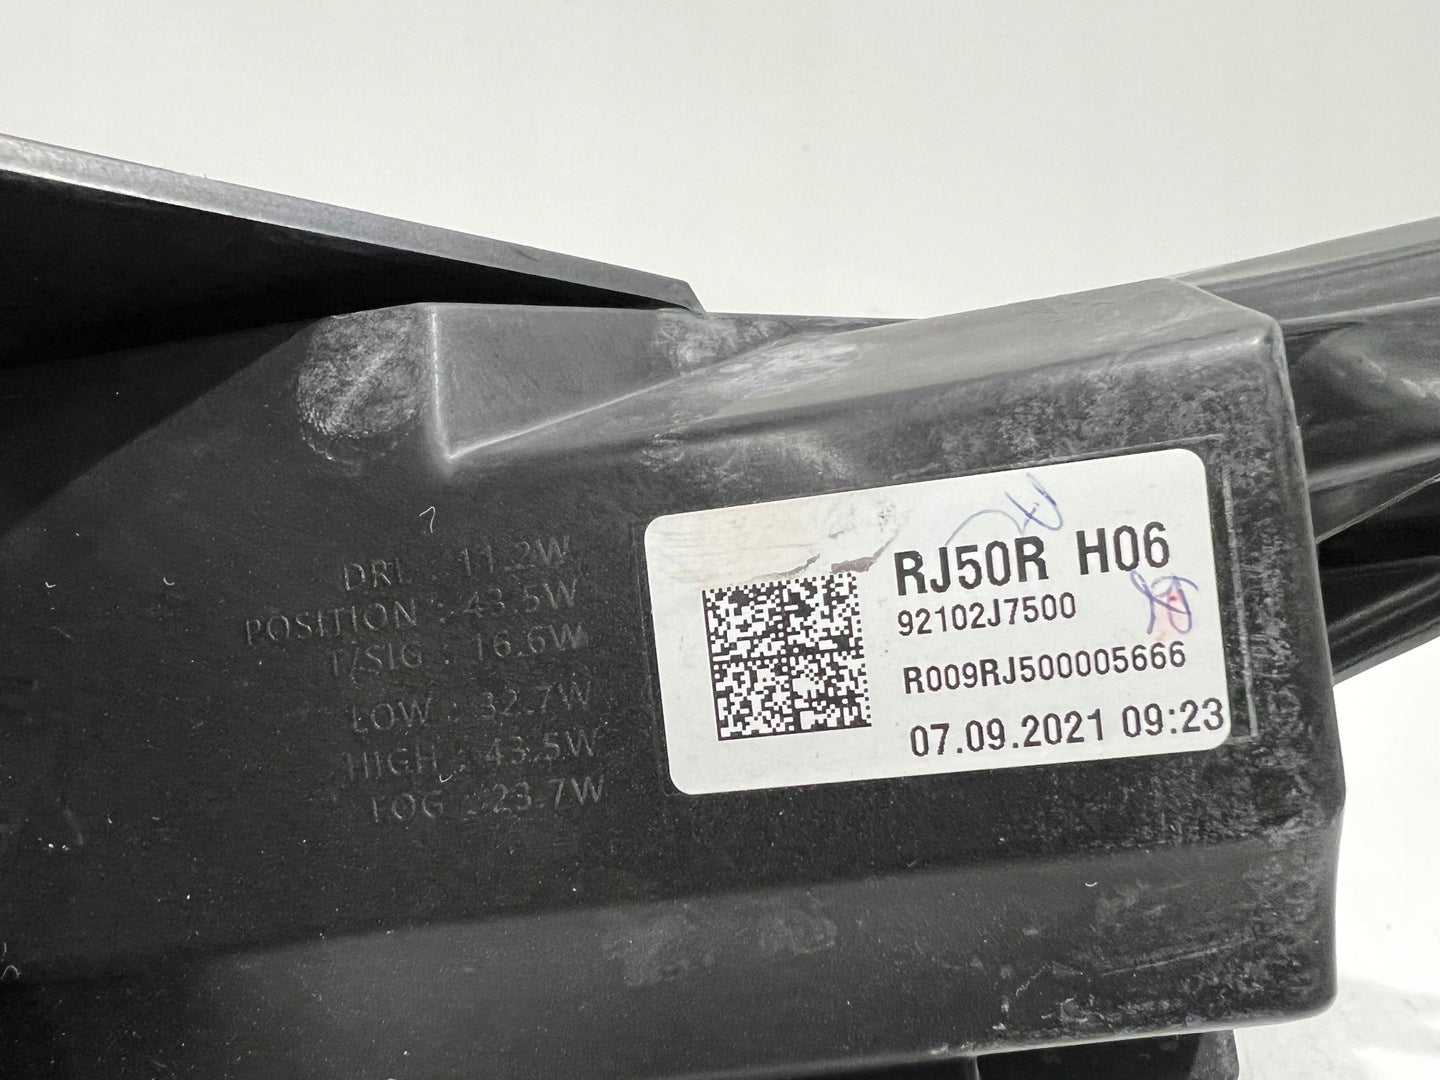 DRL : 11.2W
POSITION : 43.5W
T/SIG : 16.6W
LOW : 32.7W
HIGH : 43.5W
FOG : 23.7W
RJ50R H06
92102J7500
R009RJ500005666
07.09.2021 09:23